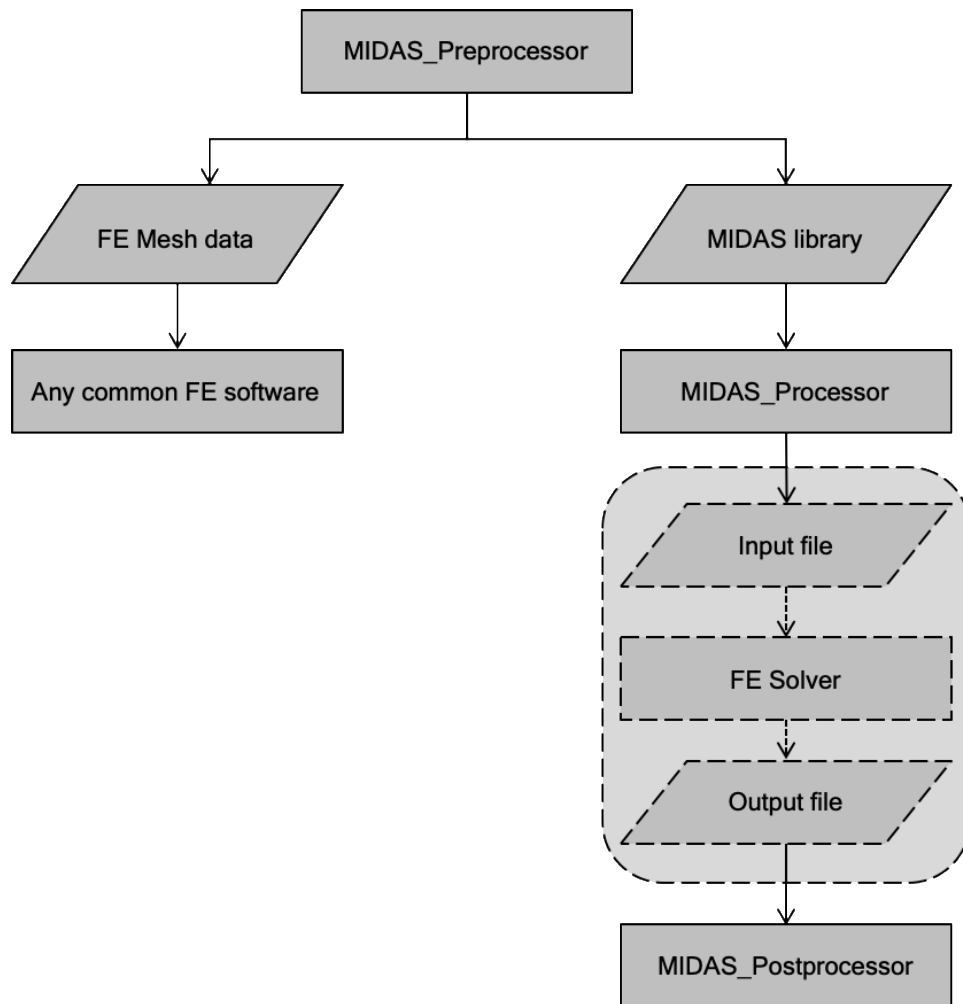 MIDAS_Preprocessor
FE Mesh data
MIDAS library
Any common FE software
MIDAS_Processor
Input file
FE Solver
Output file
MIDAS_Postprocessor